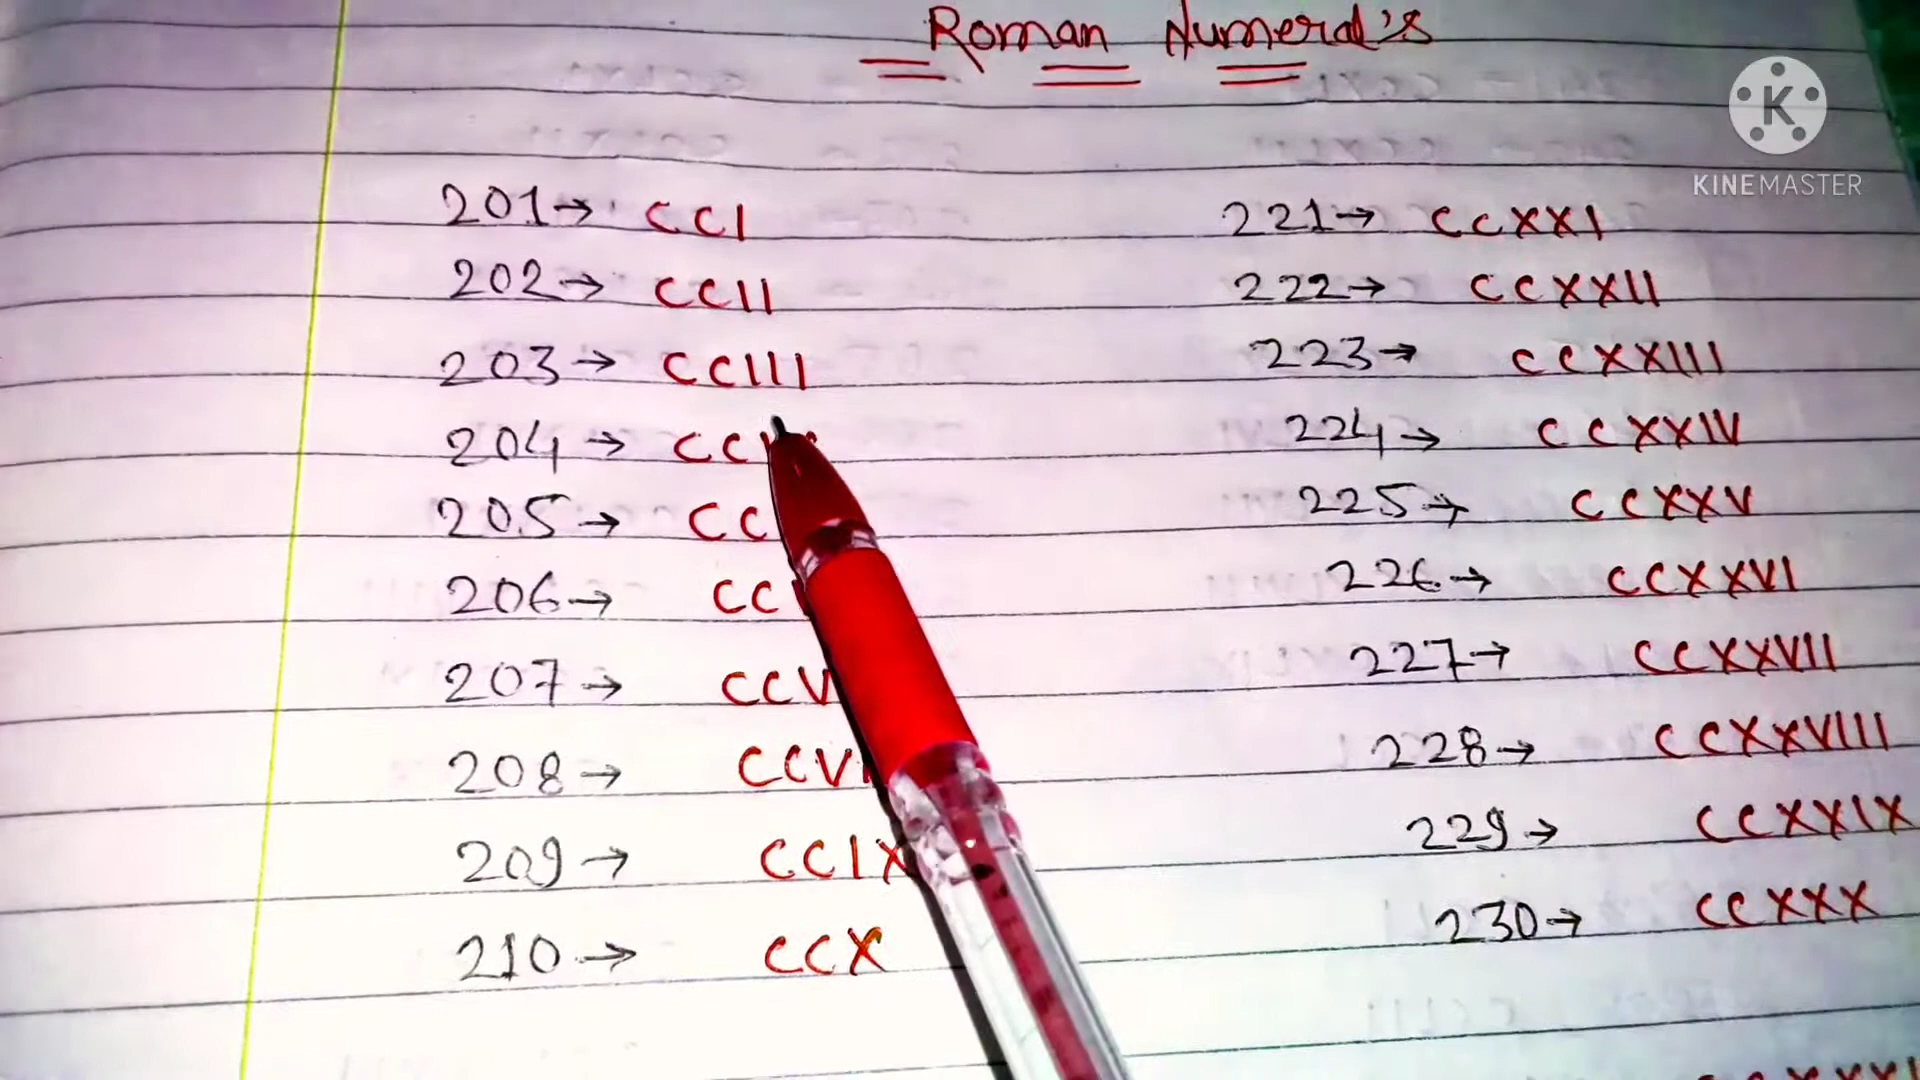 Roman Numeral's
KINEMASTER
201→ CCI
202→ CCII
203→ CCIII
204→
205→
206→
207→
208→
209→ CCIX
210→ CCX
221→ CCXXI
222→ CCXXII
223→ CCXXIII
224→ CCXXIV
225→ CCXXV
226→ CCXXVI
227→ CCXXVII
228→ CCXXVIII
229→ CCXXIX
230→ CCXXX